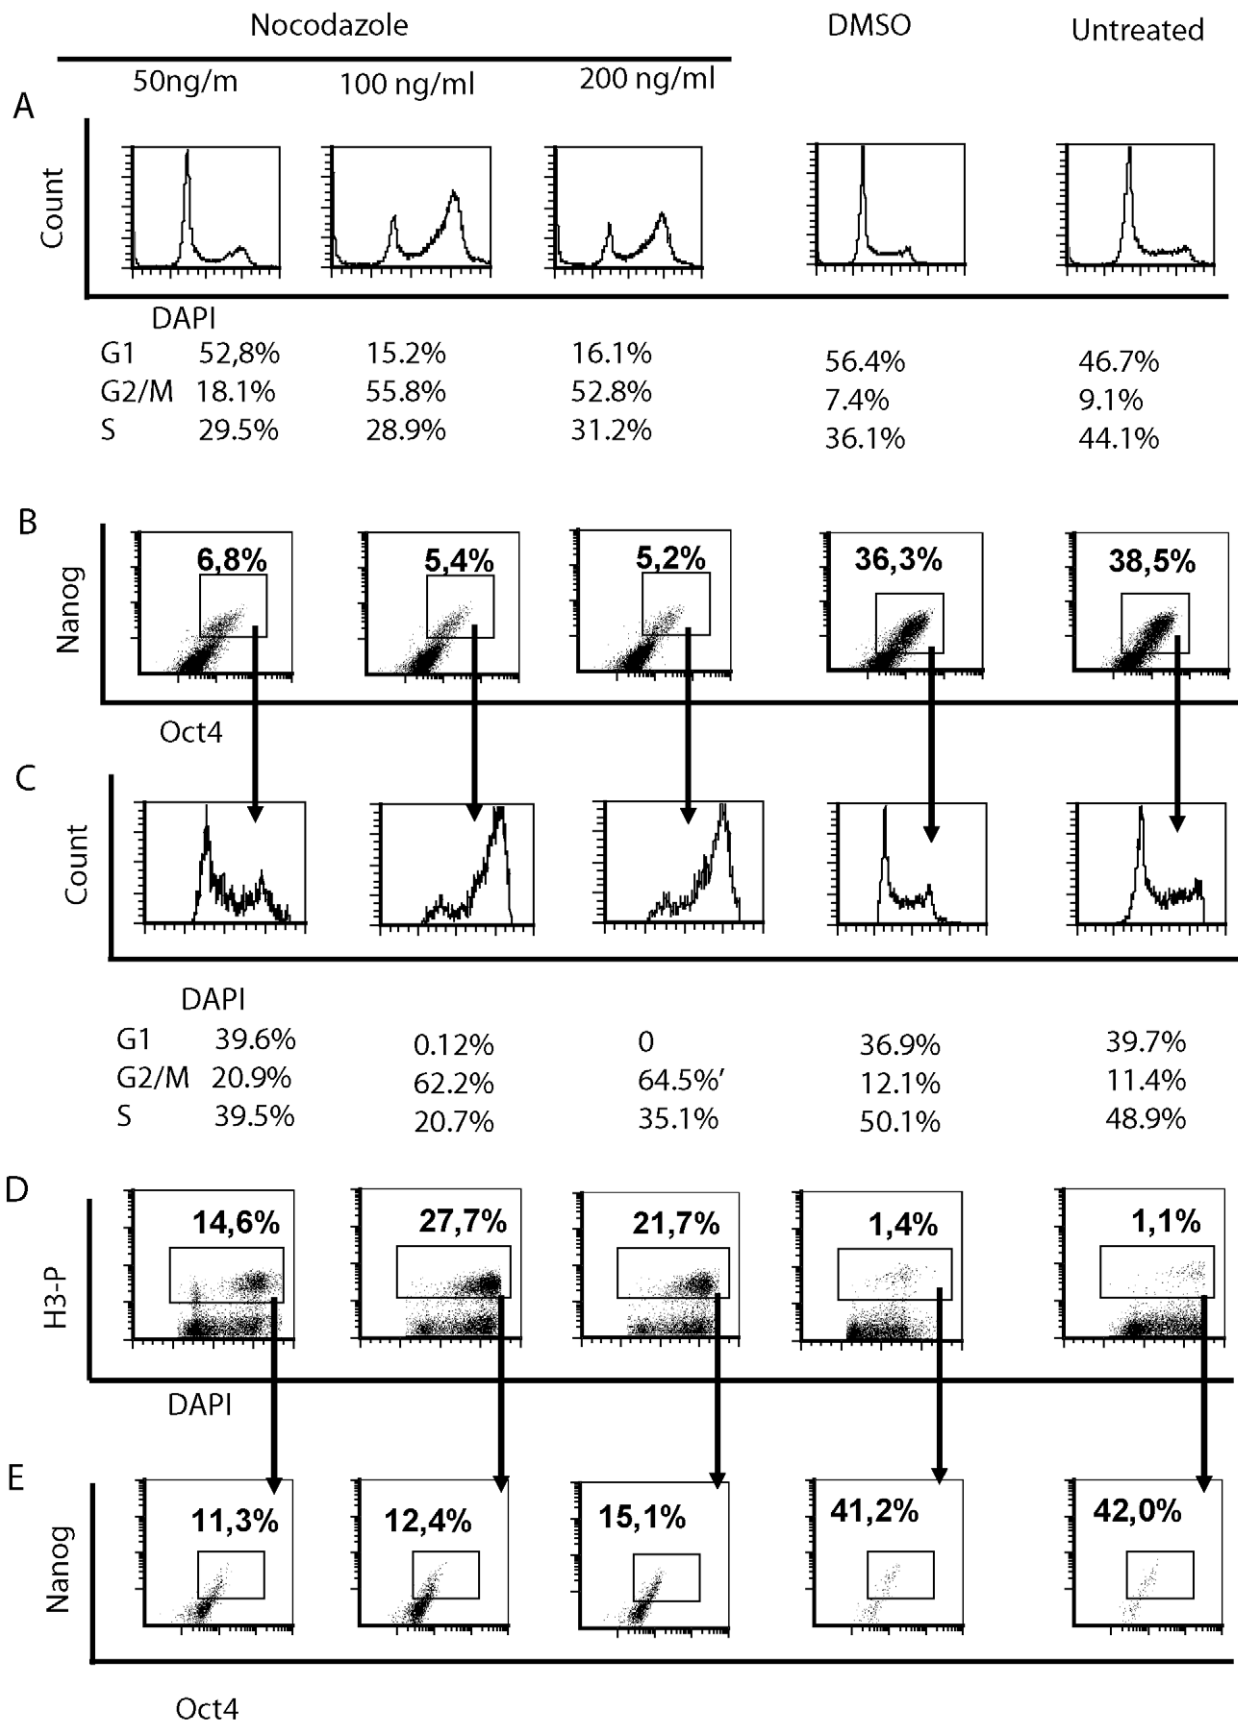 Nocodazole DMSO Untreated
50ng/m 100 ng/ml 200 ng/ml
A
Count
DAPI
G1 52,8% 15.2% 16.1% 56.4% 46.7%
G2/M 18.1% 55.8% 52.8% 7.4% 9.1%
S 29.5% 28.9% 31.2% 36.1% 44.1%
B
Nanog
6,8% 5,4% 5,2% 36,3% 38,5%
Oct4
C
Count
DAPI
G1 39.6% 0.12% 0 36.9% 39.7%
G2/M 20.9% 62.2% 64.5%' 12.1% 11.4%
S 39.5% 20.7% 35.1% 50.1% 48.9%
D
H3-P
14,6% 27,7% 21,7% 1,4% 1,1%
DAPI
E
Nanog
11,3% 12,4% 15,1% 41,2% 42,0%
Oct4